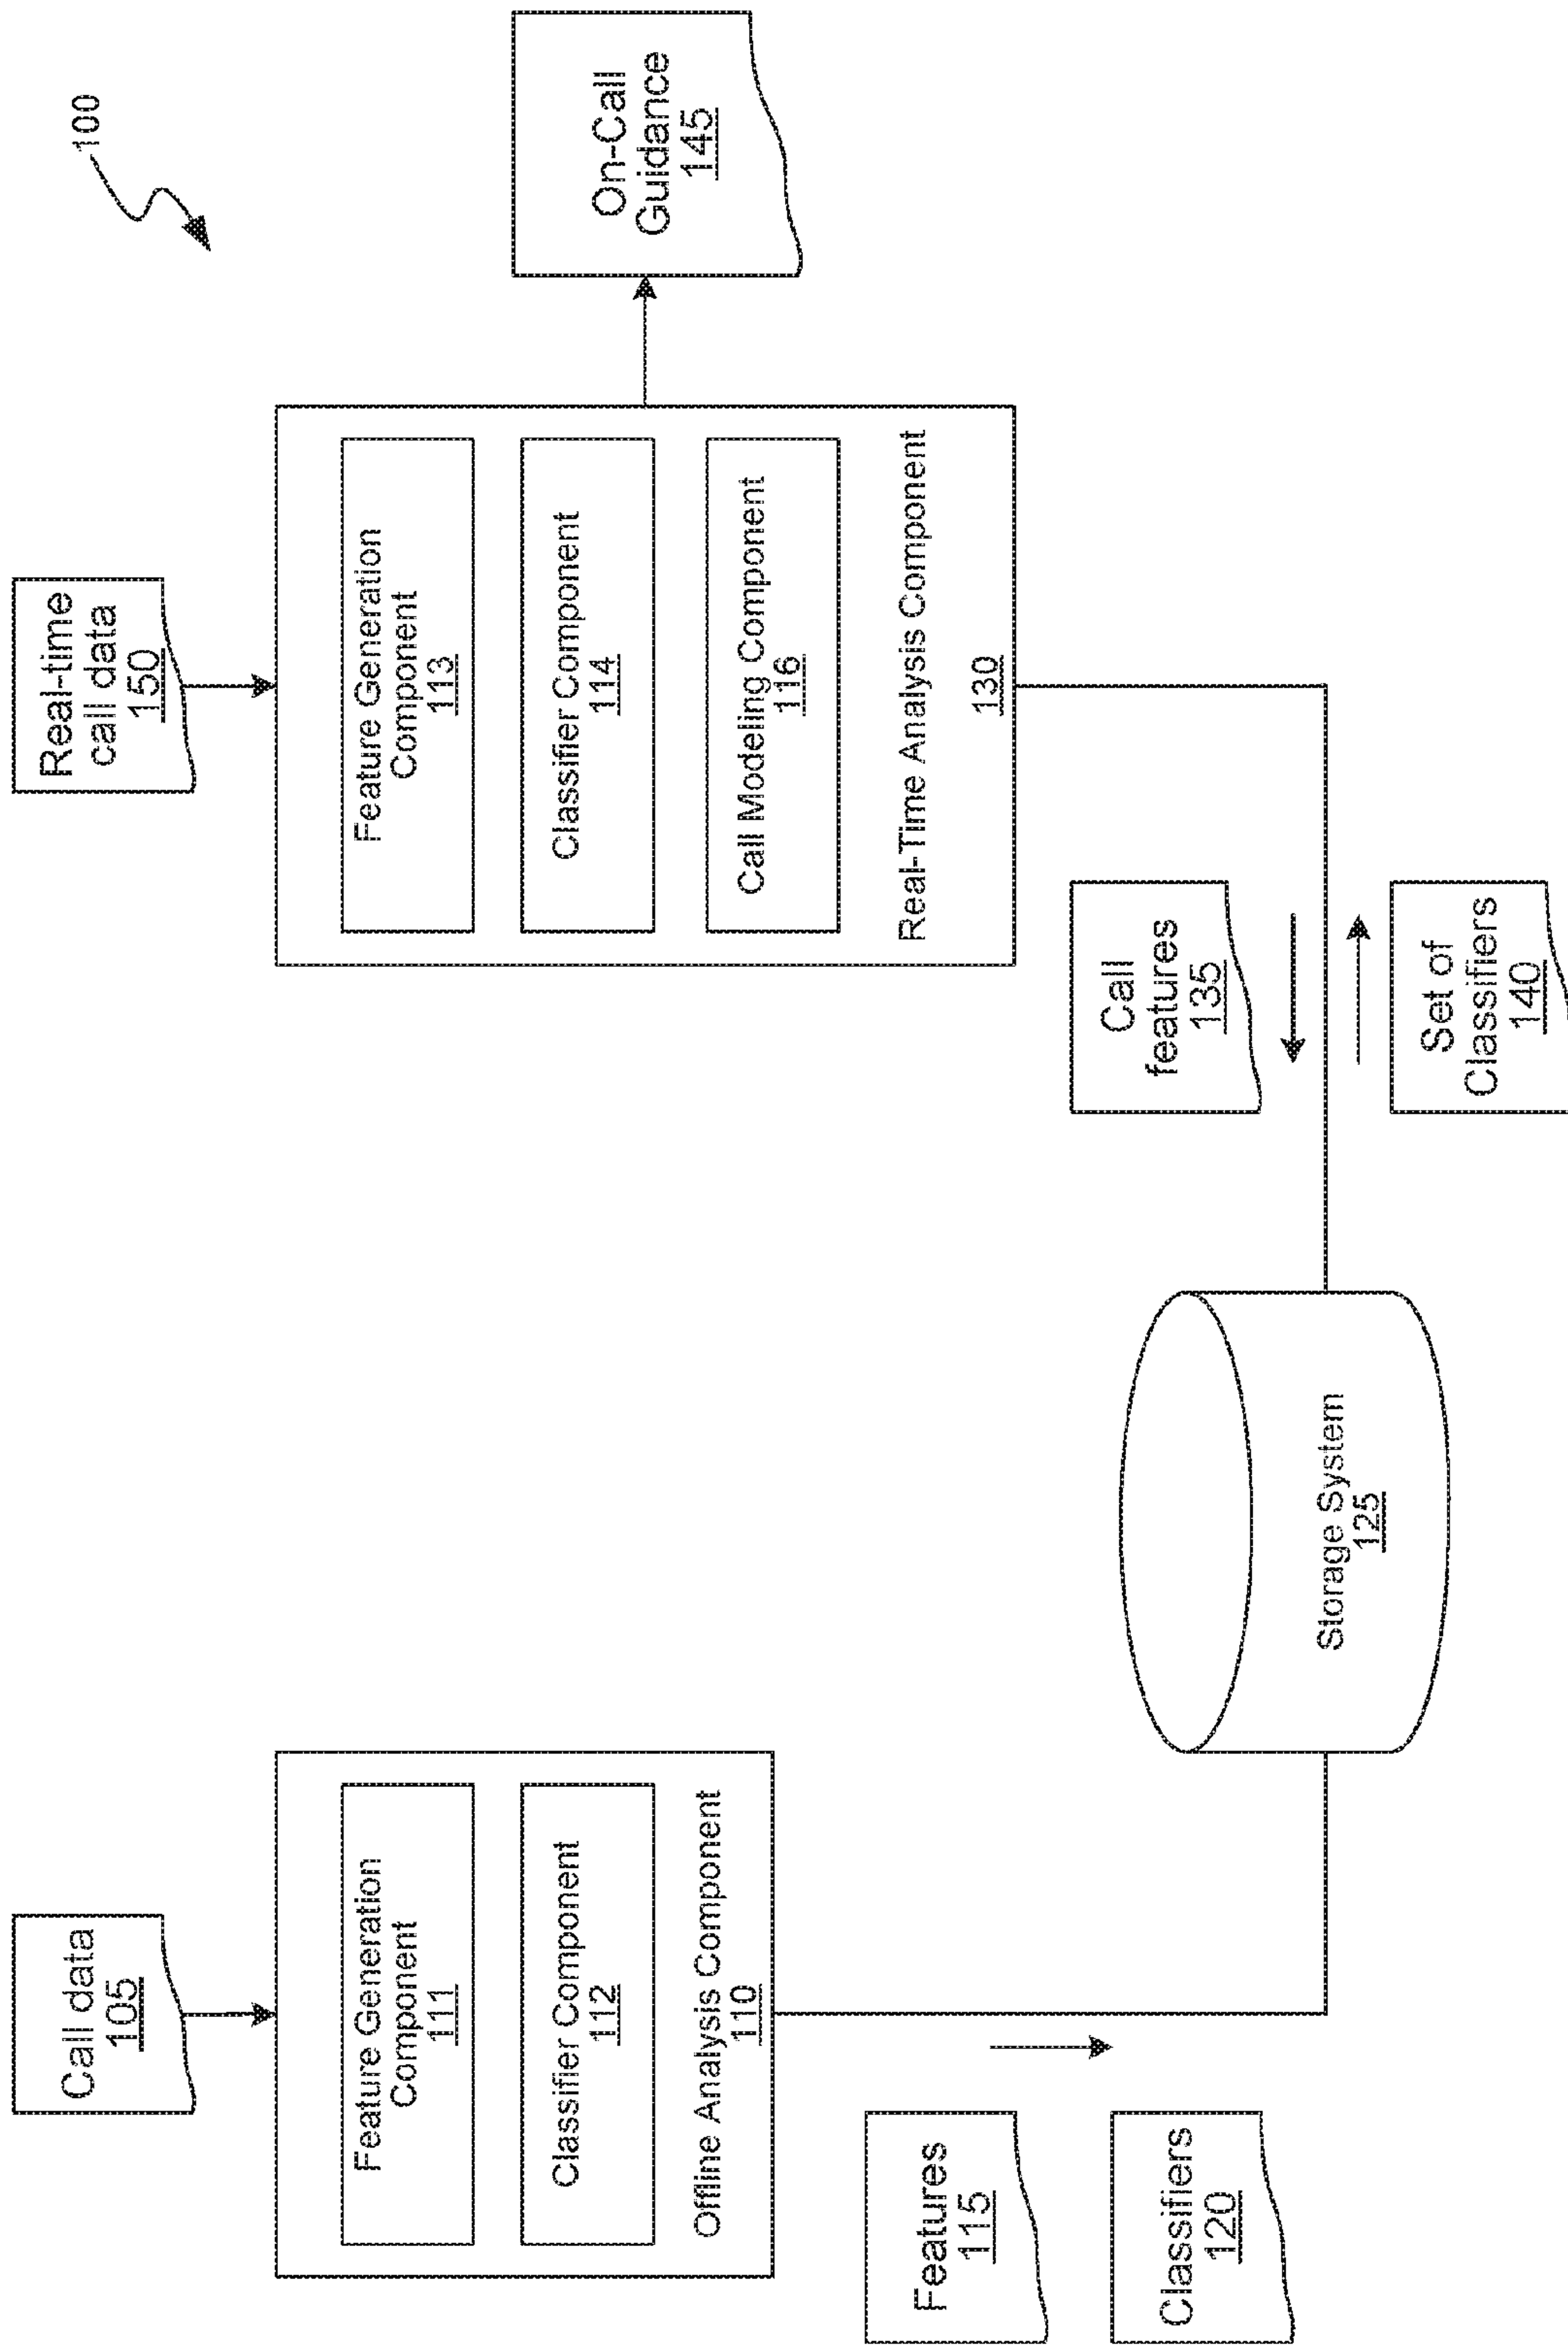 100
Call data
105
Feature Generation
Component
111
Classifier Component
112
Offline Analysis Component
110
Features
115
Classifiers
120
Storage System
125
Real-time
call data
150
Feature Generation
Component
113
Classifier Component
114
Call Modeling Component
116
Real-Time Analysis Component
130
Call
features
135
Set of
Classifiers
140
On-Call
Guidance
145